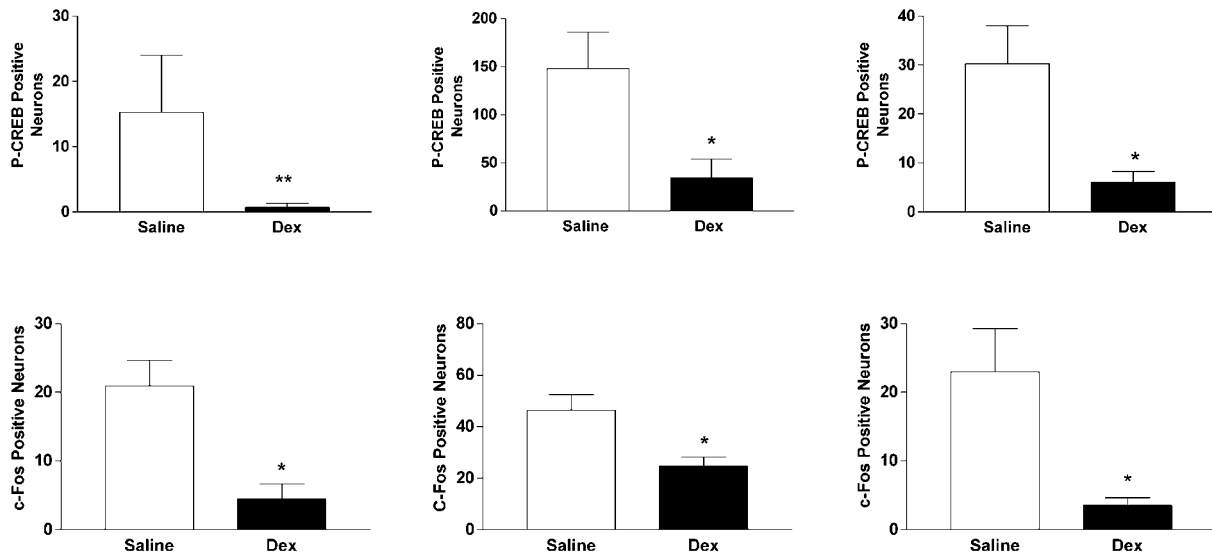 P-CREB Positive
Neurons
30
20
10
0
**
Saline Dex
P-CREB Positive
Neurons
200
150
100
50
0
*
Saline Dex
P-CREB Positive
Neurons
40
30
20
10
0
*
Saline Dex
c-Fos Positive Neurons
30
20
10
0
*
Saline Dex
C-Fos Positive Neurons
80
60
40
20
0
*
Saline Dex
c-Fos Positive Neurons
30
20
10
0
*
Saline Dex